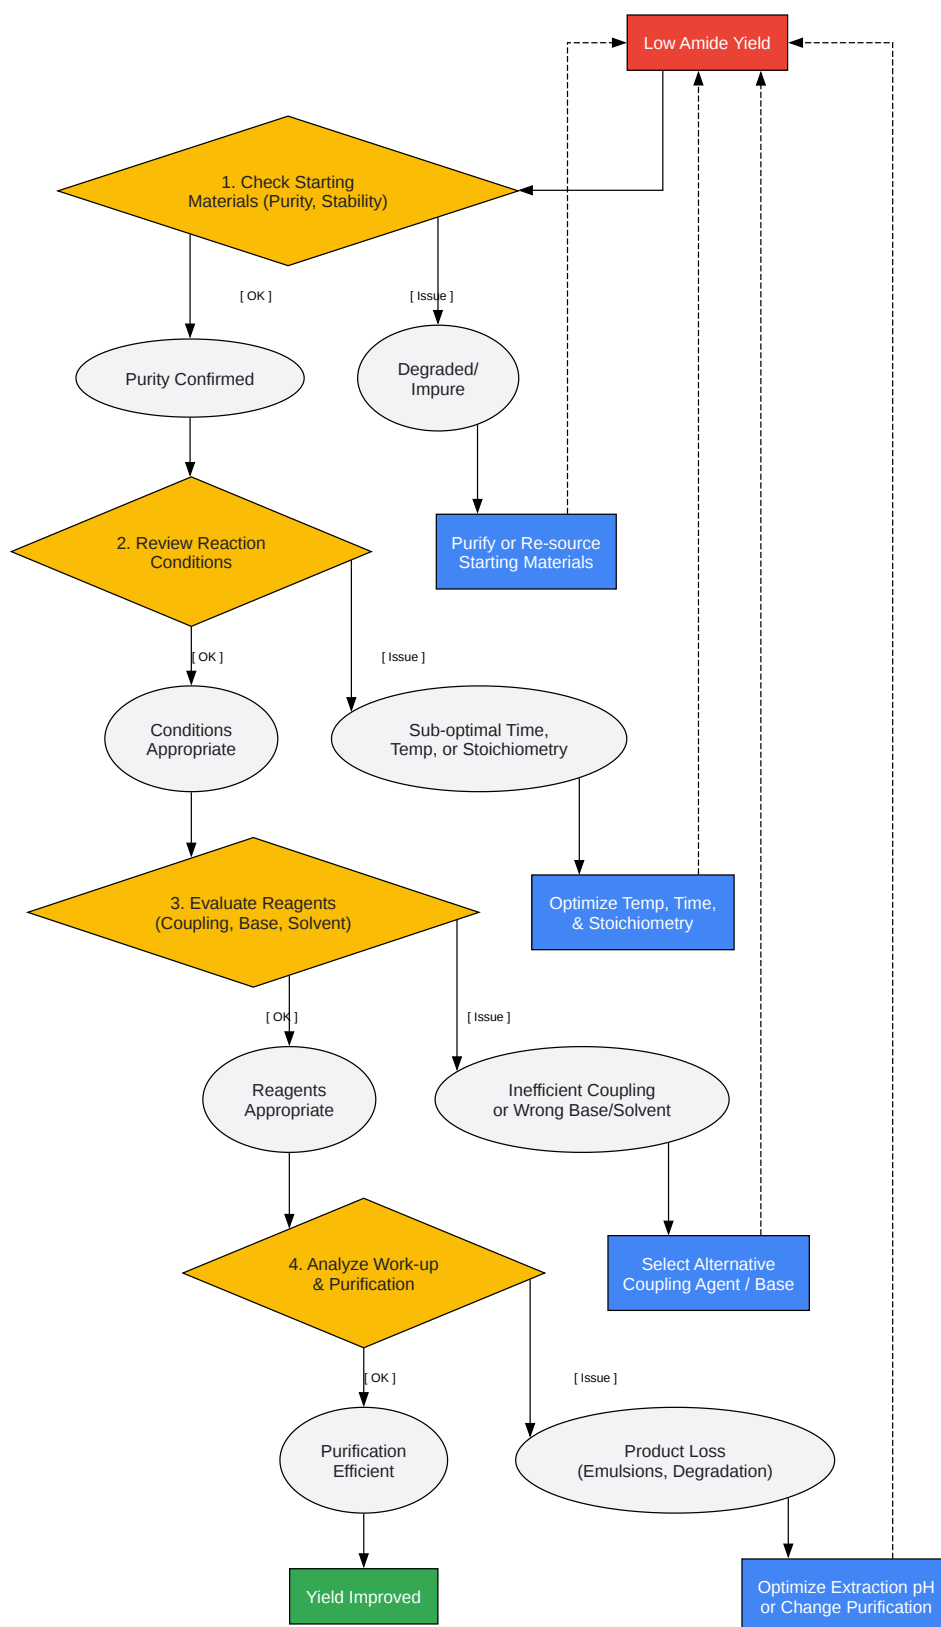 Low Amide Yield
1. Check Starting
Materials (Purity, Stability)
[ OK ]
[ Issue ]
Purity Confirmed
Degraded/
Impure
2. Review Reaction
Conditions
Purify or Re-source
Starting Materials
[ OK ]
[ Issue ]
Conditions
Appropriate
Sub-optimal Time,
Temp, or Stoichiometry
3. Evaluate Reagents
(Coupling, Base, Solvent)
Optimize Temp, Time,
& Stoichiometry
[ OK ]
[ Issue ]
Reagents
Appropriate
Inefficient Coupling
or Wrong Base/Solvent
4. Analyze Work-up
& Purification
Select Alternative
Coupling Agent / Base
[ OK ]
[ Issue ]
Purification
Efficient
Product Loss
(Emulsions, Degradation)
Yield Improved
Optimize Extraction pH
or Change Purification